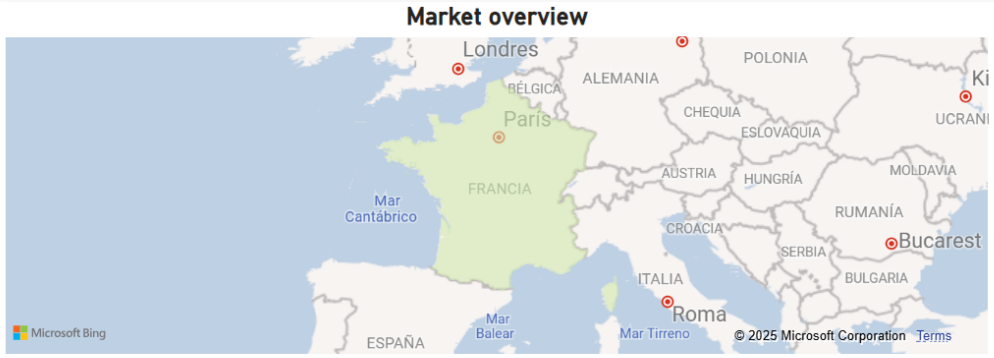 Market overview
Londres
POLONIA
ALEMANIA
Ki
BÉLGICA
CHEQUIA
París
UCRAN
ESLOVAQUIA
AUSTRIA
MOLDAVIA
HUNGRÍA
FRANCIA
Mar
Cantábrico
RUMANÍA
CROACIA
Bucarest
SERBIA
ITALIA
BULGARIA
Roma
Mar
Balear
Mar Tirreno
Microsoft Bing
© 2025 Microsoft Corporation Terms
ESPAÑA